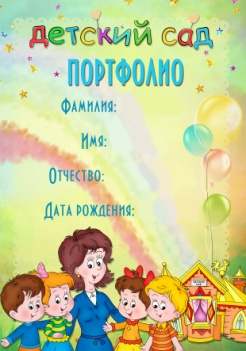 детский сад
ПОРТФОЛИО
ФАМИЛИЯ:
ИМЯ:
ОТЧЕСТВО:
ДАТА РОЖДЕНИЯ: